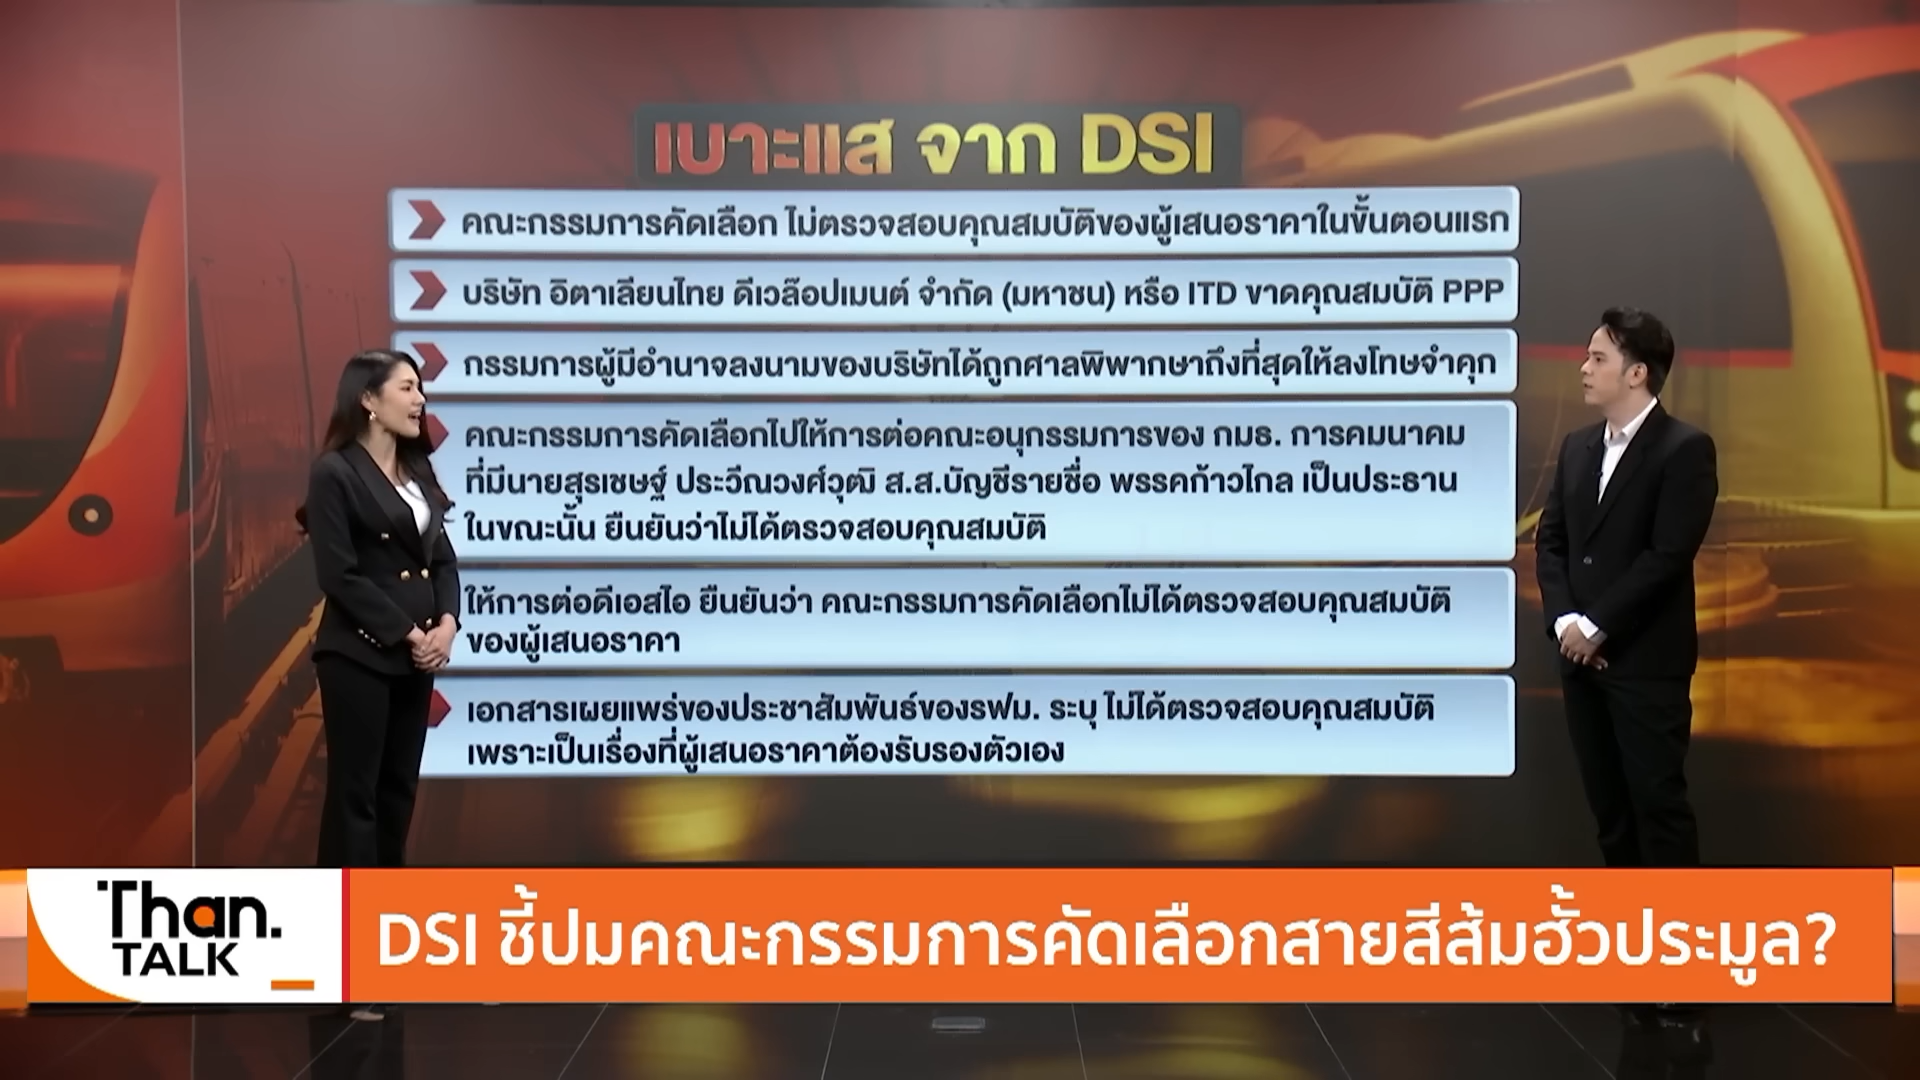 เบาะแส จาก DSI
คณะกรรมการคัดเลือก ไม่ตรวจสอบคุณสมบัติของผู้เสนอราคาในขั้นตอนแรก
บริษัท อิตาเลียนไทย ดีเวล๊อปเมนต์ จำกัด (มหาชน) หรือ ITD ขาดคุณสมบัติ PPP
กรรมการผู้มีอำนาจลงนามของบริษัทได้ถูกศาลพิพากษาถึงที่สุดให้ลงโทษจำคุก
คณะกรรมการคัดเลือกไปให้การต่อคณะอนุกรรมการของ กมธ. การคมนาคม
ที่มีนายสุรเชษฐ์ ประวีณวงศ์วุฒิ ส.ส.บัญชีรายชื่อ พรรคก้าวไกล เป็นประธาน
ในขณะนั้น ยืนยันว่าไม่ได้ตรวจสอบคุณสมบัติ
ให้การต่อดีเอสไอ ยืนยันว่า คณะกรรมการคัดเลือกไม่ได้ตรวจสอบคุณสมบัติ
ของผู้เสนอราคา
เอกสารเผยแพร่ของประชาสัมพันธ์ของรฟม. ระบุ ไม่ได้ตรวจสอบคุณสมบัติ
เพราะเป็นเรื่องที่ผู้เสนอราคาต้องรับรองตัวเอง
Than.
TALK
DSI ชี้ปมคณะกรรมการคัดเลือกสายสีส้มฮั้วประมูล?